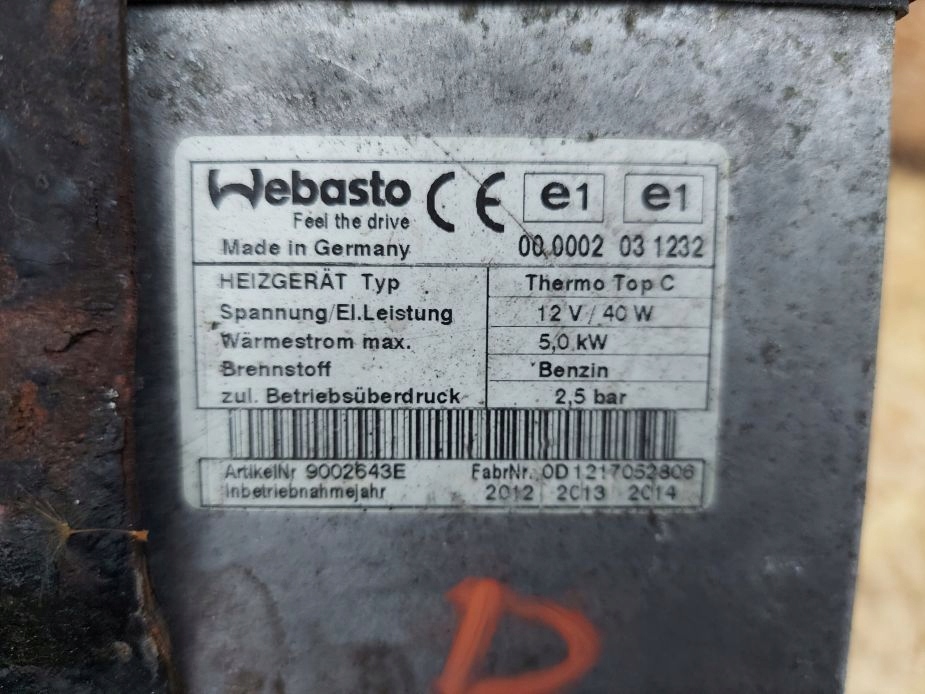 Webasto
Feel the drive
Made in Germany
CE e1 e1
00 0002 03 1232
HEIZGERÄT Typ Thermo Top C
Spannung/El.Leistung 12 V / 40 W
Wärmestrom max. 5,0 kW
Brennstoff Benzin
zul. Betriebsüberdruck 2,5 bar
ArtikelNr 9002643E FabrNr. 0D1217052806
Inbetriebnahmejahr 2012 2013 2014
D